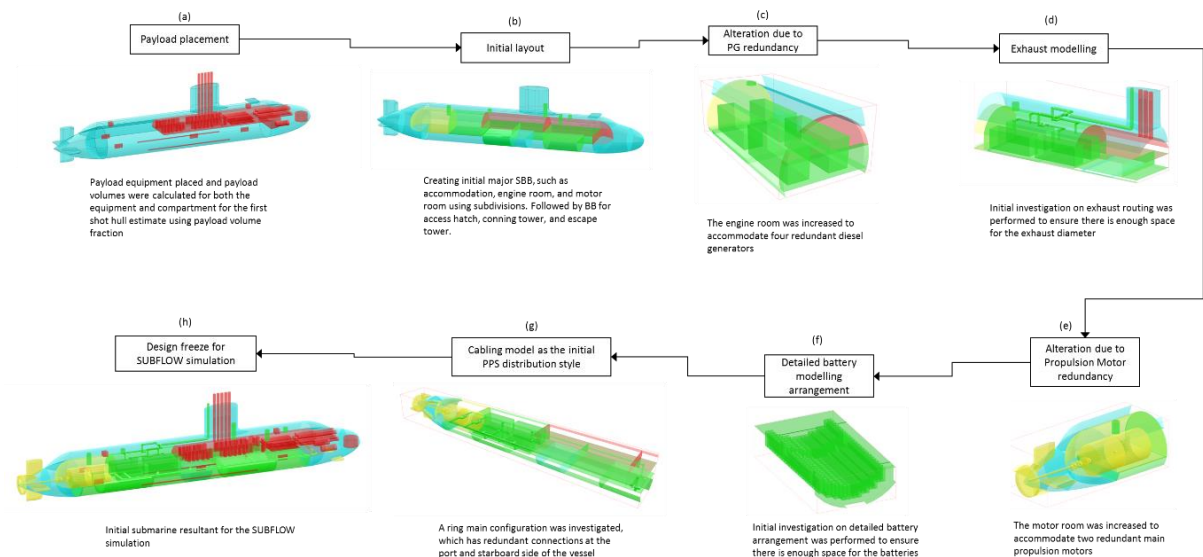 (a)
Payload placement
Payload equipment placed and payload
volumes were calculated for both the
equipment and compartment for the first
shot hull estimate using payload volume
fraction
(b)
Initial layout
Creating initial major SBB, such as
accommodation, engine room, and motor
room using subdivisions. Followed by BB for
access hatch, conning tower, and escape
tower.
(c)
Alteration due to
PG redundancy
The engine room was increased to
accommodate four redundant diesel
generators
(d)
Exhaust modelling
Initial investigation on exhaust routing was
performed to ensure there is enough space
for the exhaust diameter
(e)
Alteration due to
Propulsion Motor
redundancy
The motor room was increased to
accommodate two redundant main
propulsion motors
(f)
Detailed battery
modelling
arrangement
Initial investigation on detailed battery
arrangement was performed to ensure
there is enough space for the batteries
(g)
Cabling model as the initial
PPS distribution style
A ring main configuration was investigated,
which has redundant connections at the
port and starboard side of the vessel
(h)
Design freeze for
SUBFLOW simulation
Initial submarine resultant for the SUBFLOW
simulation